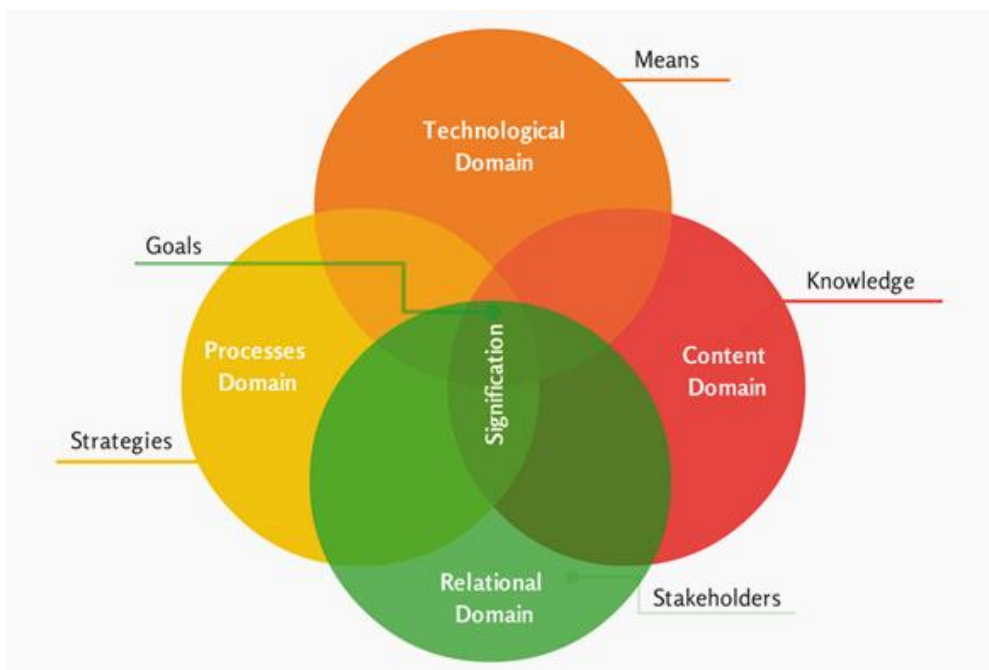 Means
Technological
Domain
Goals
Knowledge
Processes
Domain
Signification
Content
Domain
Strategies
Relational
Domain
Stakeholders